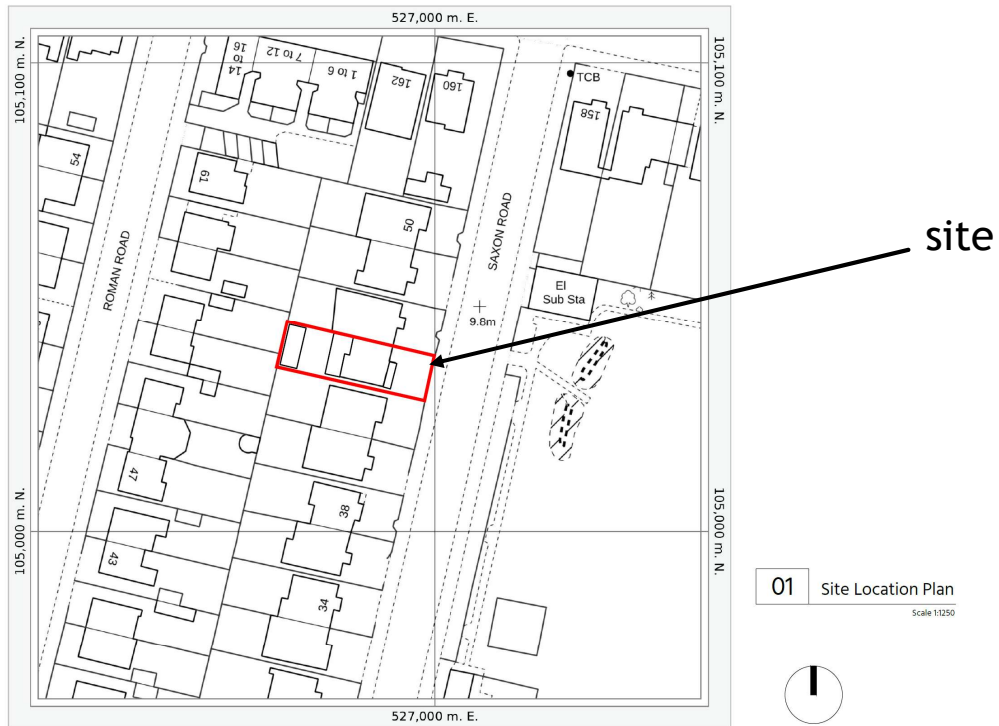 527,000 m. E.
105,100 m. N.
105,100 m. N.
14
to
16
7 to 12
1 to 6
162
160
TCB
158
54
61
50
ROMAN ROAD
SAXON ROAD
site
El
Sub Sta
9.8m
47
38
43
34
105,000 m. N.
105,000 m. N.
527,000 m. E.
01 Site Location Plan
Scale 1:1250